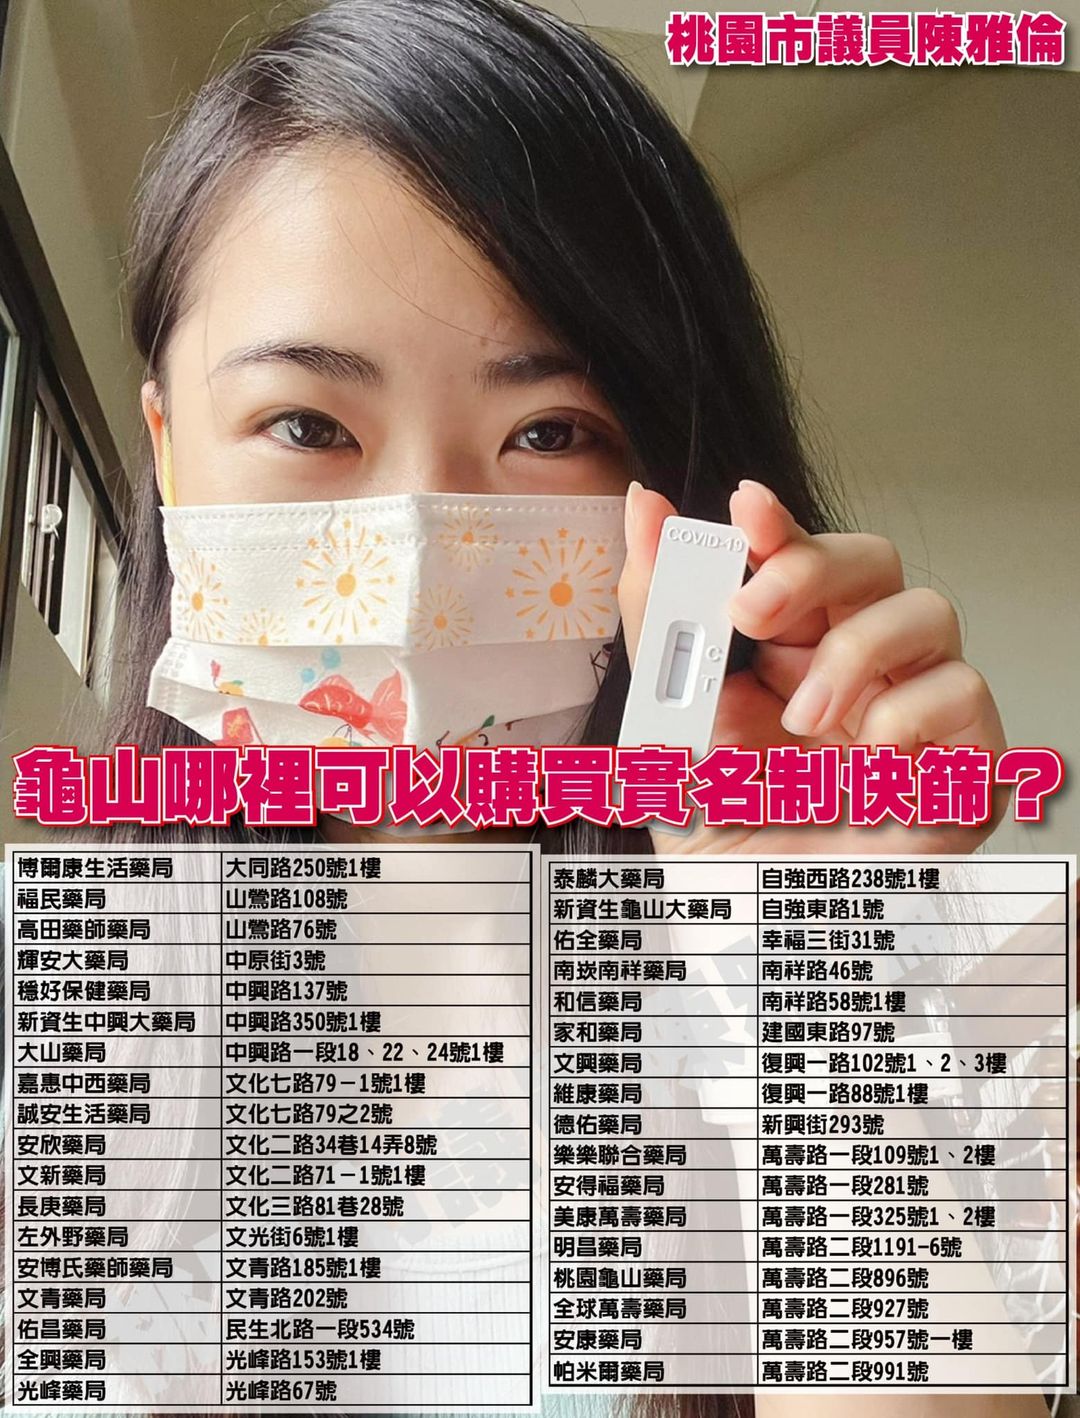 桃園市議員陳雅倫
COVID-19
C
T
龜山哪裡可以購買實名制快篩？
博爾康生活藥局 大同路250號1樓
福民藥局 山鶯路108號
高田藥師藥局 山鶯路76號
輝安大藥局 中原街3號
穩好保健藥局 中興路137號
新資生中興大藥局 中興路350號1樓
大山藥局 中興路一段18、22、24號1樓
嘉惠中西藥局 文化七路79－1號1樓
誠安生活藥局 文化七路79之2號
安欣藥局 文化二路34巷14弄8號
文新藥局 文化二路71－1號1樓
長庚藥局 文化三路81巷28號
左外野藥局 文光街6號1樓
安博氏藥師藥局 文青路185號1樓
文青藥局 文青路202號
佑昌藥局 民生北路一段534號
全興藥局 光峰路153號1樓
光峰藥局 光峰路67號
泰麟大藥局 自強西路238號1樓
新資生龜山大藥局 自強東路1號
佑全藥局 幸福三街31號
南崁南祥藥局 南祥路46號
和信藥局 南祥路58號1樓
家和藥局 建國東路97號
文興藥局 復興一路102號1、2、3樓
維康藥局 復興一路88號1樓
德佑藥局 新興街293號
樂樂聯合藥局 萬壽路一段109號1、2樓
安得福藥局 萬壽路一段281號
美康萬壽藥局 萬壽路一段325號1、2樓
明昌藥局 萬壽路二段1191-6號
桃園龜山藥局 萬壽路二段896號
全球萬壽藥局 萬壽路二段927號
安康藥局 萬壽路二段957號一樓
帕米爾藥局 萬壽路二段991號